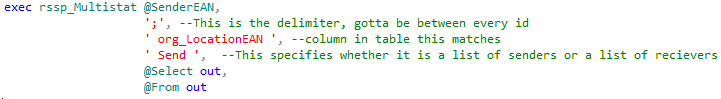 exec rssp_Multistat @SenderEAN,
';', --This is the delimiter, gotta be between every id
' org_LocationEAN ', --column in table this matches
' Send ',  --This specifies whether it is a list of senders or a list of recievers
@Select out,
@From out